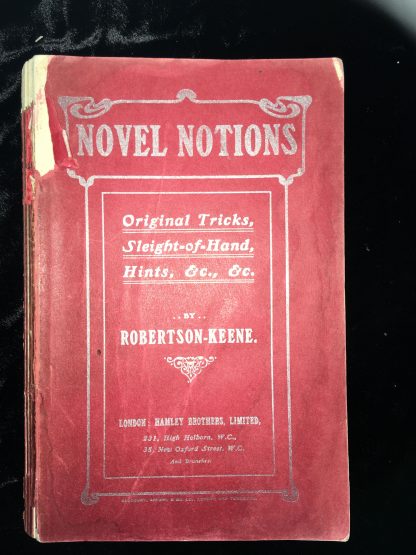 NOVEL NOTIONS
Original Tricks,
Sleight-of-Hand,
Hints, &c., &c.
..BY..
ROBERTSON-KEENE.
LONDON: HAMLEY BROTHERS, LIMITED,
231, High Holborn, W.C.,
35, New Oxford Street, W.C.
And Branches.